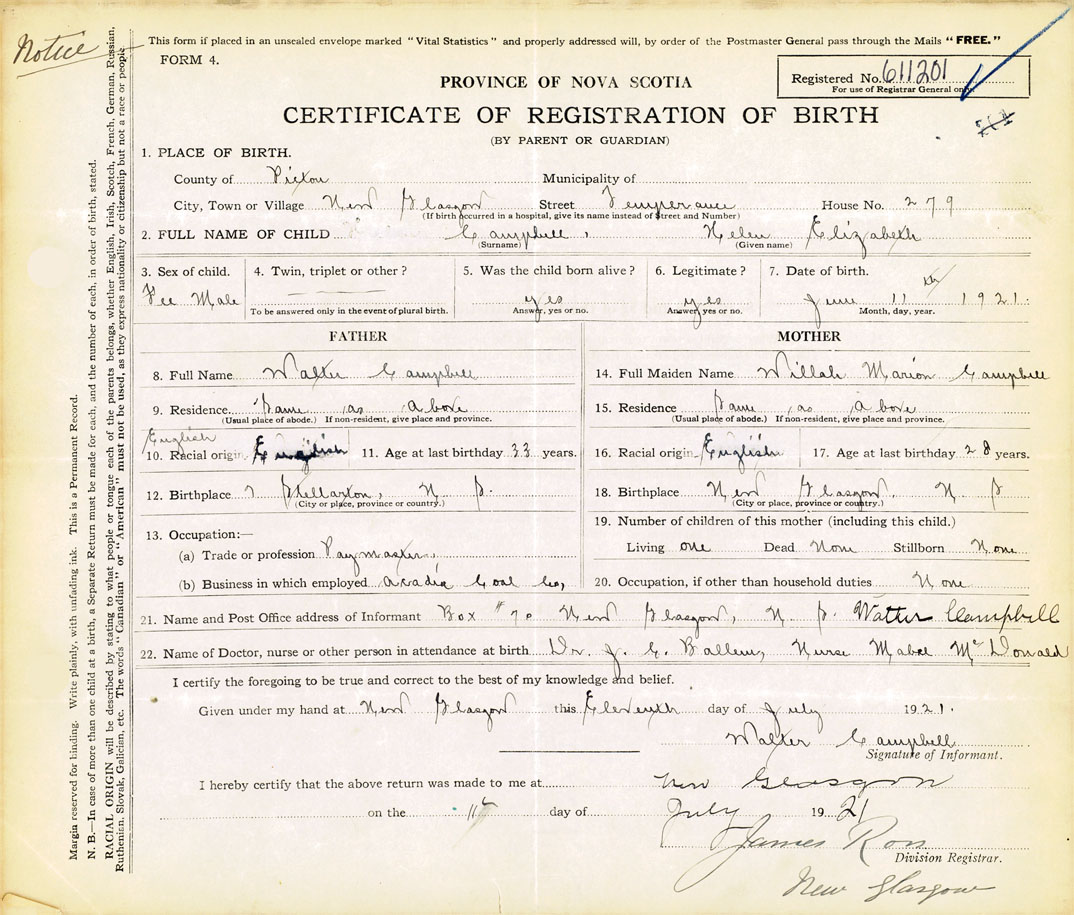 Notice
This form if placed in an unsealed envelope marked "Vital Statistics" and properly addressed will, by order of the Postmaster General pass through the Mails "FREE."
FORM 4.
PROVINCE OF NOVA SCOTIA
Registered No. 611201
For use of Registrar General only.
CERTIFICATE OF REGISTRATION OF BIRTH
(BY PARENT OR GUARDIAN)
1. PLACE OF BIRTH.
County of Pictou Municipality of
City, Town or Village New Glasgow Street Temperance House No. 279
(If birth occurred in a hospital, give its name instead of Street and Number)
2. FULL NAME OF CHILD Campbell, Helen Elizabeth
(Surname) (Given name)
3. Sex of child. 4. Twin, triplet or other? 5. Was the child born alive? 6. Legitimate? 7. Date of birth.
Fee Male yes yes June 11th 1921.
To be answered only in the event of plural birth. Answer, yes or no. Answer, yes or no. Month, day, year.
FATHER MOTHER
8. Full Name Walter Campbell 14. Full Maiden Name Willah Marion Campbell
9. Residence Same as above 15. Residence Same as above
(Usual place of abode.) If non-resident, give place and province. (Usual place of abode.) If non-resident, give place and province.
English
10. Racial origin English 11. Age at last birthday 33 years. 16. Racial origin English 17. Age at last birthday 28 years.
12. Birthplace Stellarton, N S. 18. Birthplace New Glasgow. N S
(City or place, province or country.) (City or place, province or country.)
13. Occupation:— 19. Number of children of this mother (including this child.)
(a) Trade or profession Paymaster, Living one Dead None Stillborn None
(b) Business in which employed Acadia Coal Co, 20. Occupation, if other than household duties None
21. Name and Post Office address of Informant Box #70 New Glasgow, N S. Walter Campbell
22. Name of Doctor, nurse or other person in attendance at birth Dr. J. C. Ballem, Nurse Mabel McDonald
I certify the foregoing to be true and correct to the best of my knowledge and belief.
Given under my hand at New Glasgow this Eleventh day of July 1921.
Walter Campbell
Signature of Informant.
I hereby certify that the above return was made to me at New Glasgow
on the 11th day of July 1921
James Ross
Division Registrar.
New Glasgow
Margin reserved for binding. Write plainly, with unfading ink. This is a Permanent Record.
N. B.—In case of more than one child at a birth, a Separate Return must be made for each, and the number of each, in order of birth, stated.
RACIAL ORIGIN will be described by stating to what people or tongue each of the parents belongs, whether English, Irish, Scotch, French, German, Russian,
Ruthenian, Slovak, Galician, etc. The words "Canadian" or "American" must not be used, as they express nationality or citizenship but not a race or people.